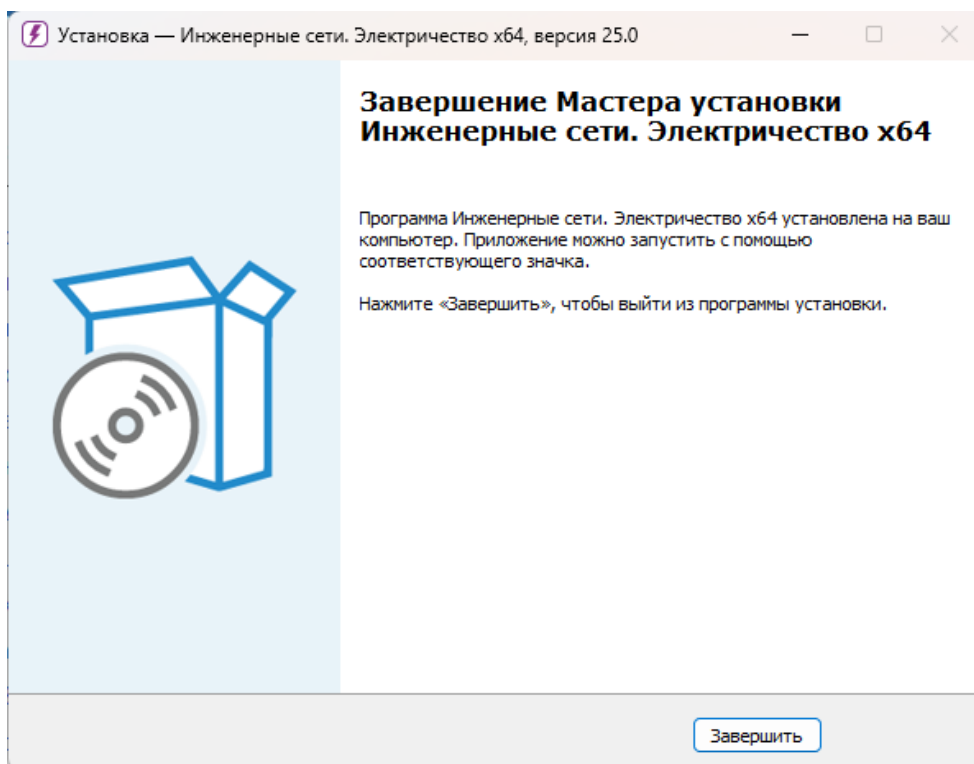 Установка — Инженерные сети. Электричество x64, версия 25.0
Завершение Мастера установки
Инженерные сети. Электричество x64
Программа Инженерные сети. Электричество x64 установлена на ваш
компьютер. Приложение можно запустить с помощью
соответствующего значка.
Нажмите «Завершить», чтобы выйти из программы установки.
Завершить